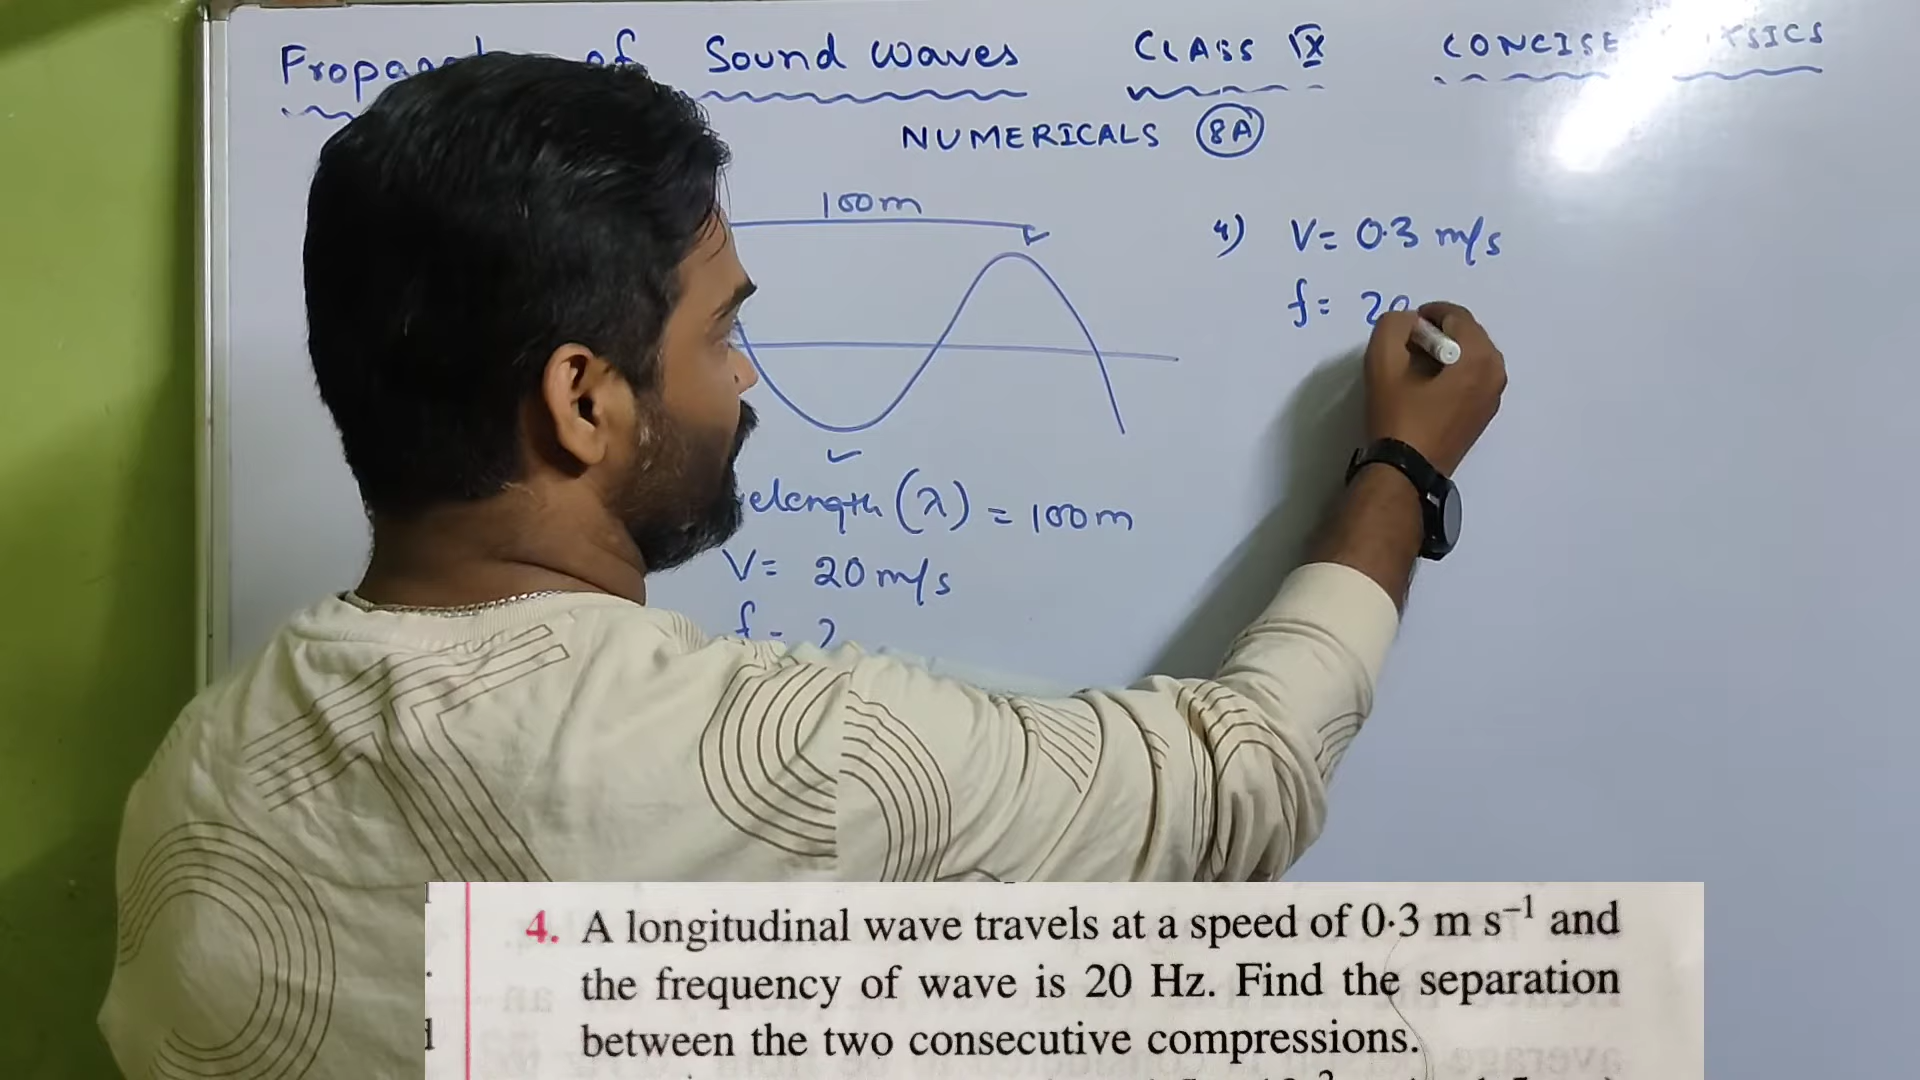 of Sound waves CLASS IX CONCISE
NUMERICALS 8A
100m
(λ) = 100m
V= 20 m/s
f = ?
4) V= 0.3 m/s
f= 20
4. A longitudinal wave travels at a speed of 0·3 m s⁻¹ and
the frequency of wave is 20 Hz. Find the separation
between the two consecutive compressions.